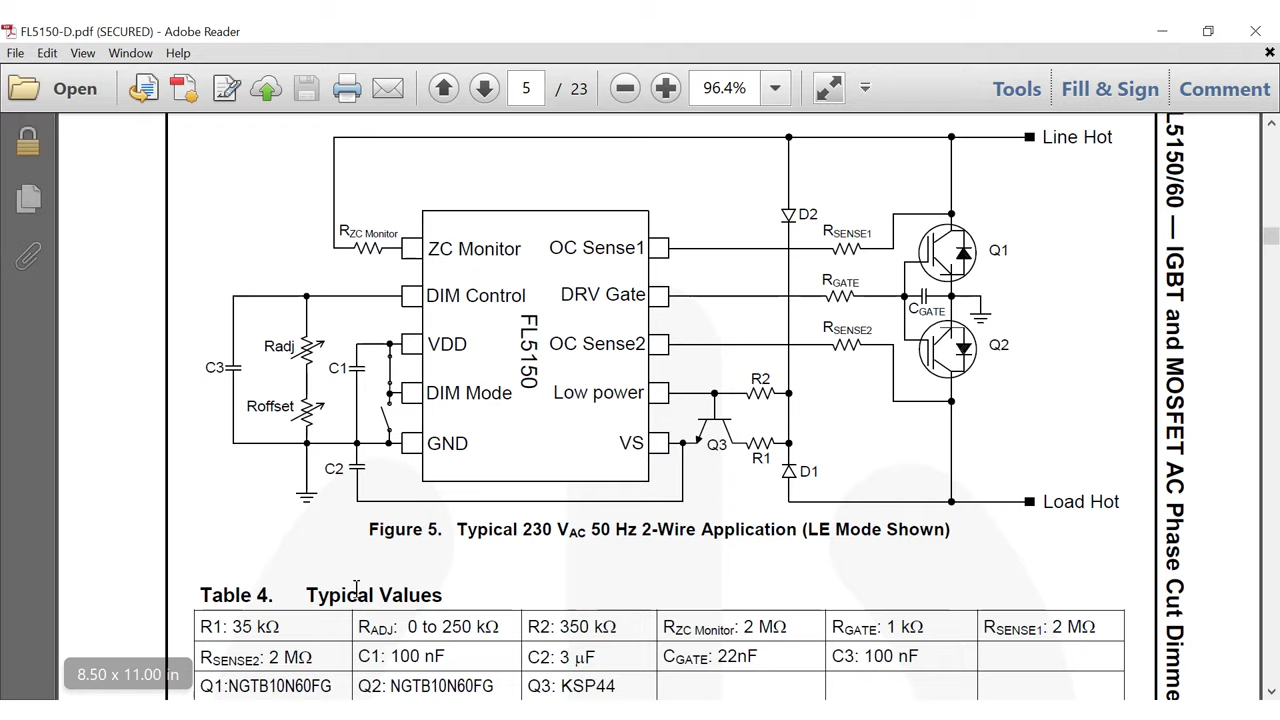 FL5150-D.pdf (SECURED) - Adobe Reader
File Edit View Window Help
Open 5 / 23 96.4% Tools Fill & Sign Comment
Line Hot
D2
RZC Monitor
RSENSE1
ZC Monitor OC Sense1 Q1
RGATE
DIM Control DRV Gate
CGATE
RSENSE2
Radj C1 VDD OC Sense2 Q2
C3
FL5150
R2
Roffset DIM Mode Low power
GND VS Q3 R1
C2 D1
Load Hot
Figure 5. Typical 230 VAC 50 Hz 2-Wire Application (LE Mode Shown)
Table 4. Typical Values
R1: 35 kΩ RADJ: 0 to 250 kΩ R2: 350 kΩ RZC Monitor: 2 MΩ RGATE: 1 kΩ RSENSE1: 2 MΩ
RSENSE2: 2 MΩ C1: 100 nF C2: 3 μF CGATE: 22nF C3: 100 nF
Q1:NGTB10N60FG Q2: NGTB10N60FG Q3: KSP44
8.50 x 11.00 in
L5150/60 — IGBT and MOSFET AC Phase Cut Dimme